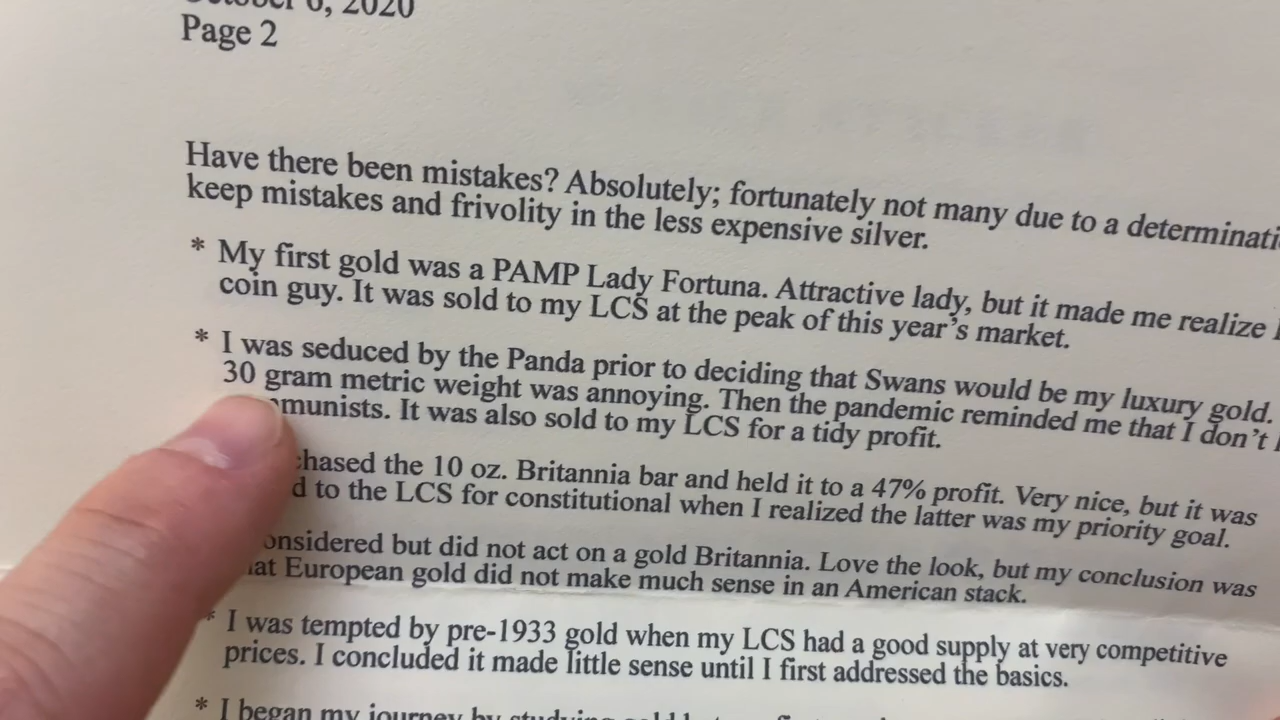 6, 2020
Page 2
Have there been mistakes? Absolutely; fortunately not many due to a
keep mistakes and frivolity in the less expensive silver.
* My first gold was a PAMP Lady Fortuna. Attractive lady, but it made me realize
coin guy. It was sold to my LCS at the peak of this year's market.
* I was seduced by the Panda prior to deciding that Swans would be my luxury gold.
30 gram metric weight was annoying. Then the pandemic reminded me that I don't
It was also sold to my LCS for a tidy profit.
the 10 oz. Britannia bar and held it to a 47% profit. Very nice, but it was
to the LCS for constitutional when I realized the latter was my priority goal.
but did not act on a gold Britannia. Love the look, but my conclusion was
European gold did not make much sense in an American stack.
* I was tempted by pre-1933 gold when my LCS had a good supply at very competitive
prices. I concluded it made little sense until I first addressed the basics.
* I began my journey by studying gold